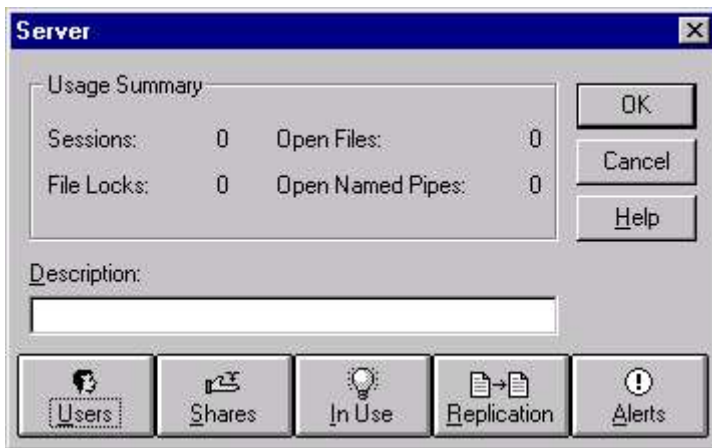 Server
Usage Summary
Sessions: 0 Open Files: 0
File Locks: 0 Open Named Pipes: 0
OK
Cancel
Help
Description:
Users Shares In Use Replication Alerts